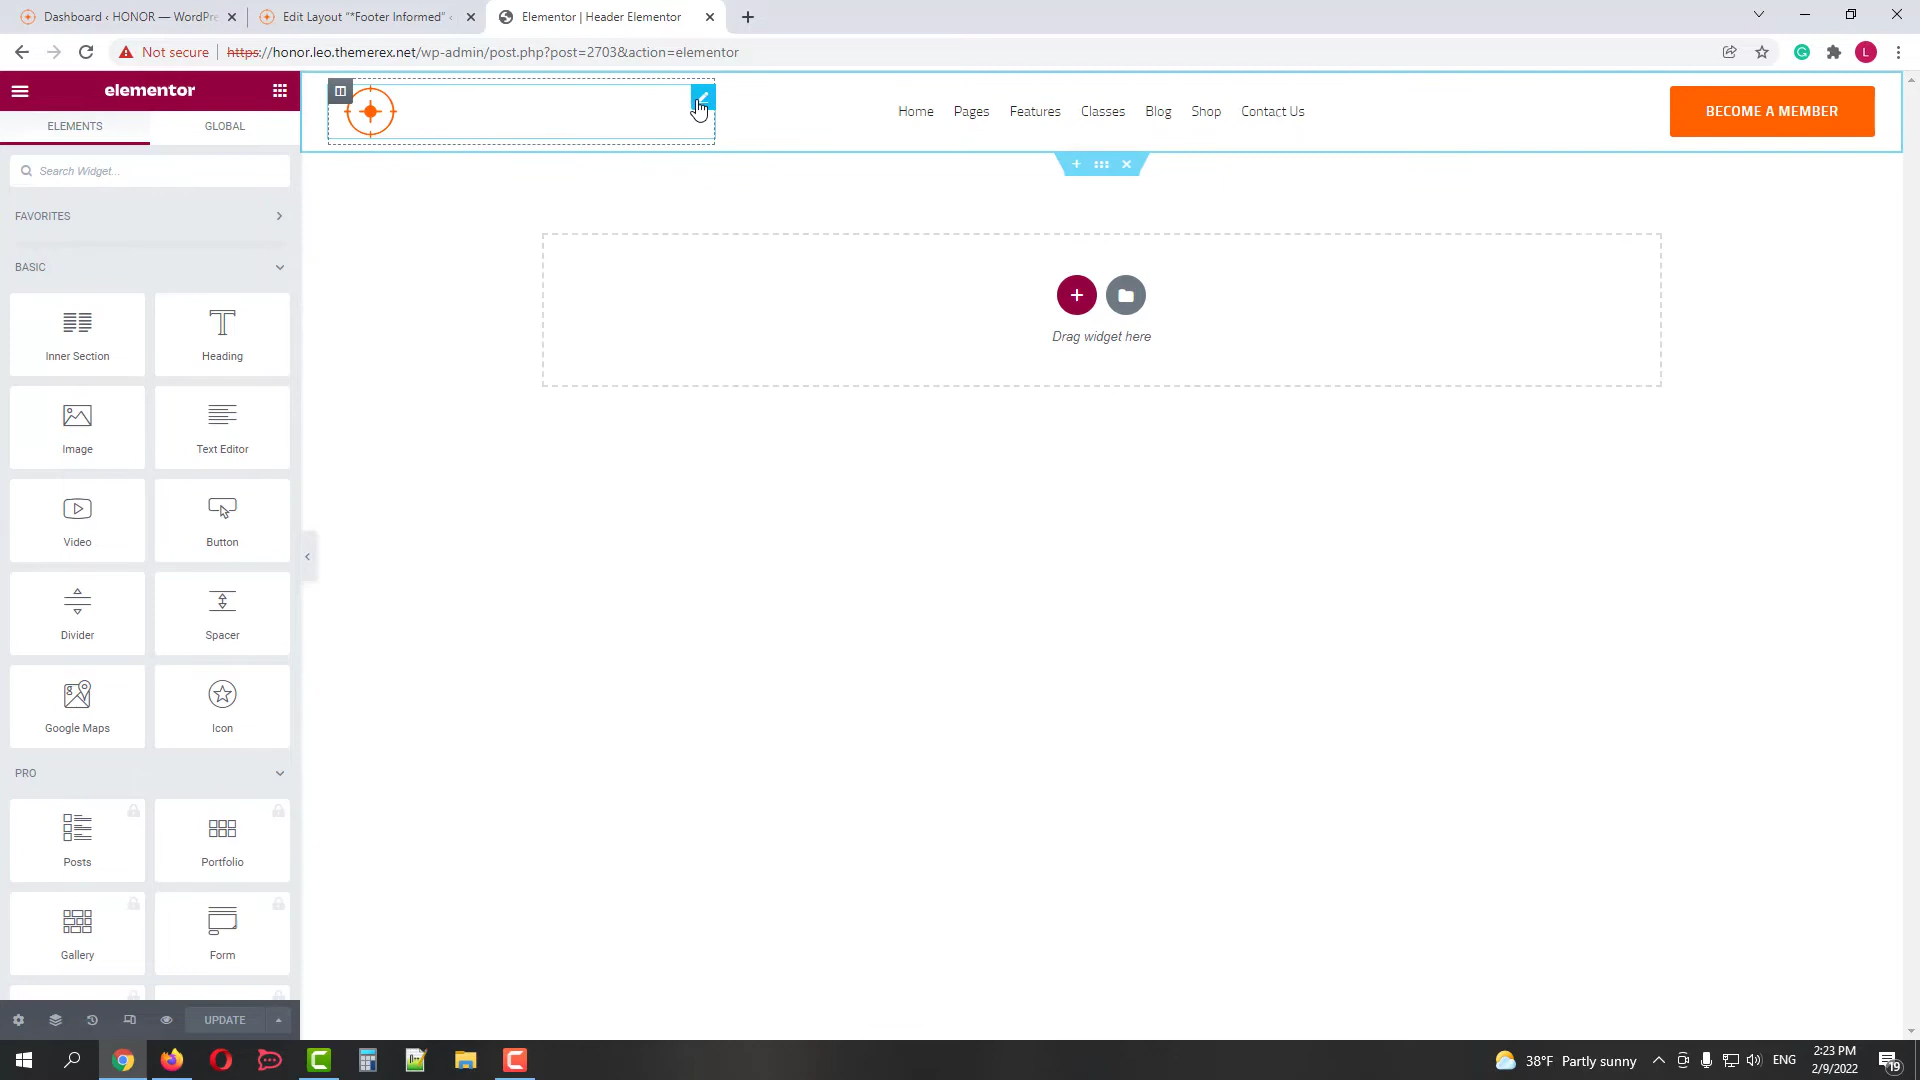 Dashboard ‹ HONOR — WordPre
Edit Layout "*Footer Informed" ‹
Elementor | Header Elementor
Not secure
https://honor.leo.themerex.net/wp-admin/post.php?post=2703&action=elementor
L
elementor
ELEMENTS
GLOBAL
Search Widget...
FAVORITES
BASIC
Inner Section
Heading
Image
Text Editor
Video
Button
Divider
Spacer
Google Maps
Icon
PRO
Posts
Portfolio
Gallery
Form
UPDATE
Home
Pages
Features
Classes
Blog
Shop
Contact Us
BECOME A MEMBER
Drag widget here
38°F Partly sunny
ENG
2:23 PM
2/9/2022
19